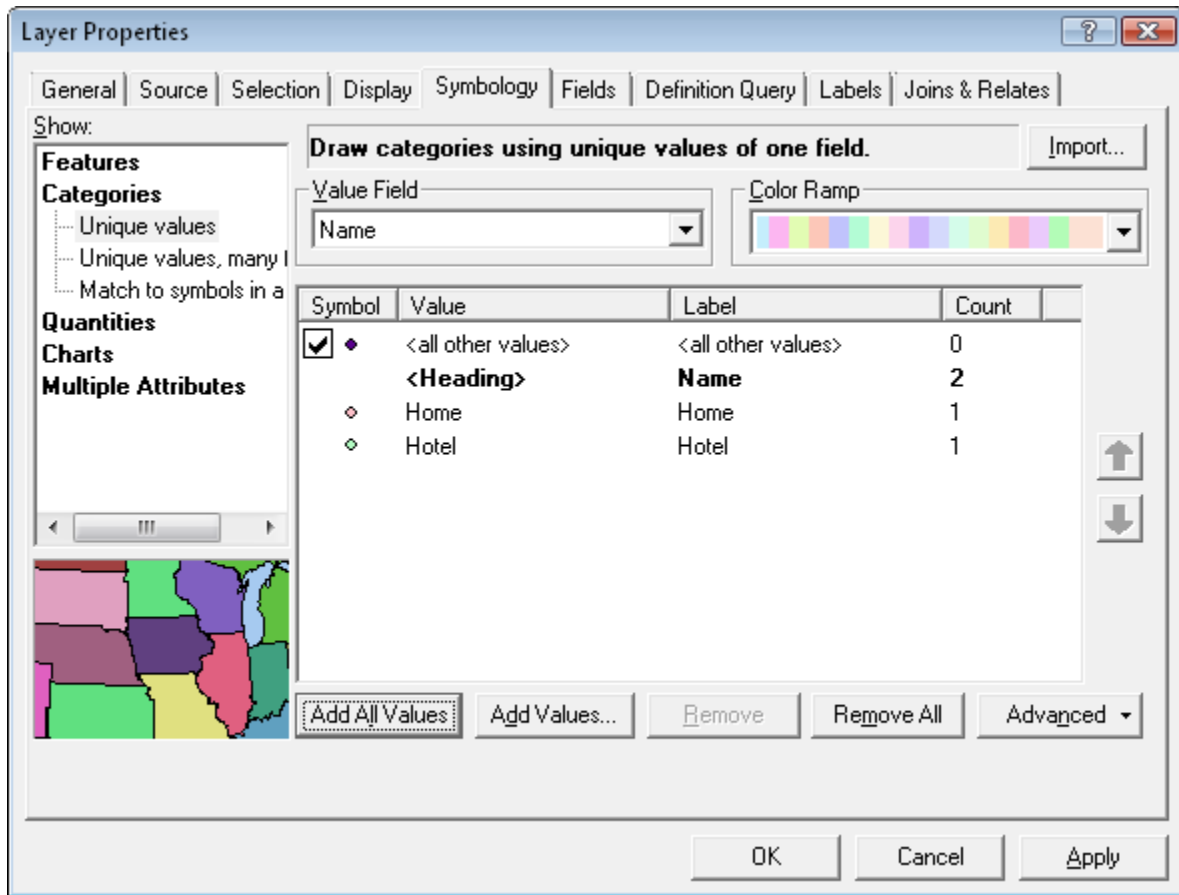 Layer Properties
General Source Selection Display Symbology Fields Definition Query Labels Joins & Relates
Show:
Features
Categories
Unique values
Unique values, many
Match to symbols in a
Quantities
Charts
Multiple Attributes
Draw categories using unique values of one field.
Import...
Value Field
Name
Color Ramp
Symbol Value Label Count
<all other values> <all other values> 0
<Heading> Name 2
Home Home 1
Hotel Hotel 1
Add All Values Add Values... Remove Remove All Advanced
OK Cancel Apply